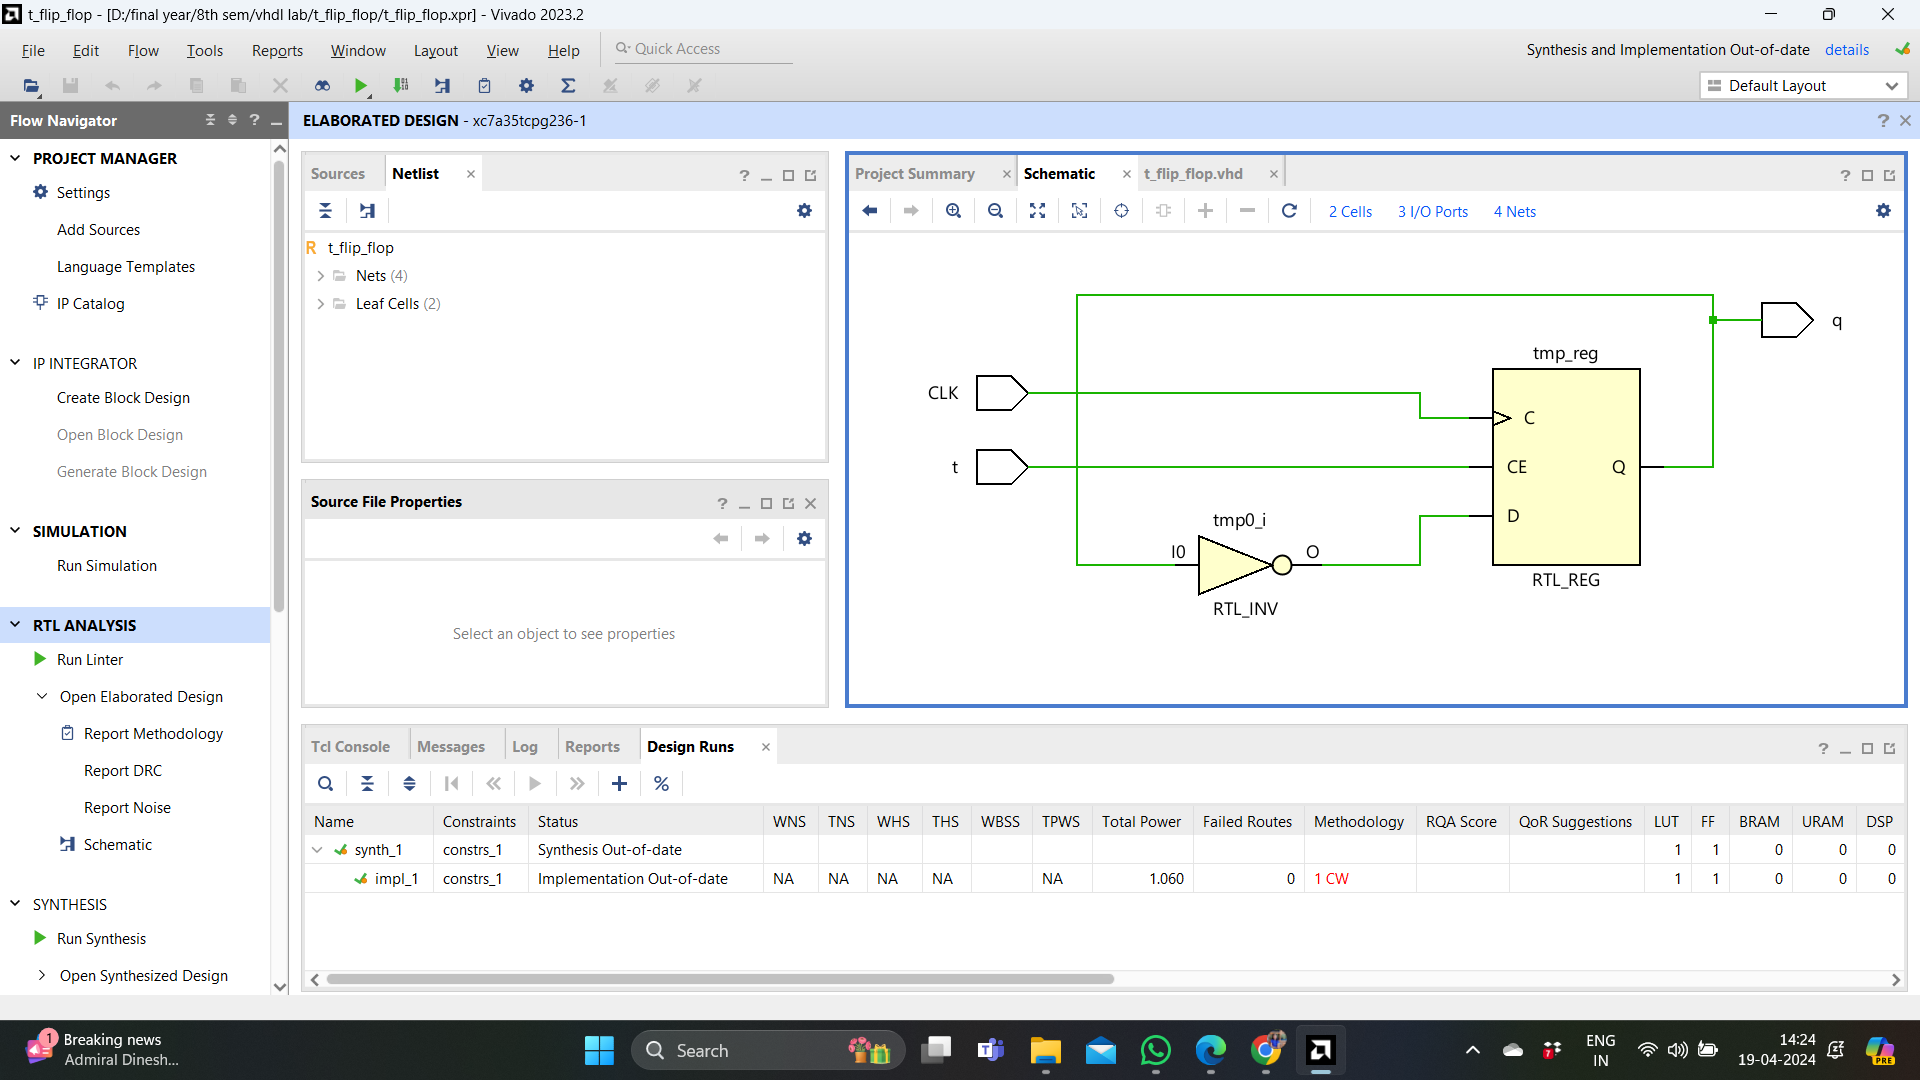 t_flip_flop - [D:/final year/8th sem/vhdl lab/t_flip_flop/t_flip_flop.xpr] - Vivado 2023.2
File Edit Flow Tools Reports Window Layout View Help Quick Access
Synthesis and Implementation Out-of-date details
Default Layout
Flow Navigator
ELABORATED DESIGN - xc7a35tcpg236-1
PROJECT MANAGER
Settings
Add Sources
Language Templates
IP Catalog
IP INTEGRATOR
Create Block Design
Open Block Design
Generate Block Design
SIMULATION
Run Simulation
RTL ANALYSIS
Run Linter
Open Elaborated Design
Report Methodology
Report DRC
Report Noise
Schematic
SYNTHESIS
Run Synthesis
Open Synthesized Design
Sources Netlist
R t_flip_flop
Nets (4)
Leaf Cells (2)
Source File Properties
Select an object to see properties
Project Summary Schematic t_flip_flop.vhd
2 Cells 3 I/O Ports 4 Nets
q
tmp_reg
CLK
C
t
CE Q
D
tmp0_i
I0 O
RTL_REG
RTL_INV
Tcl Console Messages Log Reports Design Runs
Name Constraints Status WNS TNS WHS THS WBSS TPWS Total Power Failed Routes Methodology RQA Score QoR Suggestions LUT FF BRAM URAM DSP
synth_1 constrs_1 Synthesis Out-of-date 1 1 0 0 0
impl_1 constrs_1 Implementation Out-of-date NA NA NA NA NA 1.060 0 1 CW 1 1 0 0 0
1
Breaking news
Admiral Dinesh...
Search
7
ENG
IN
14:24
19-04-2024
PRE